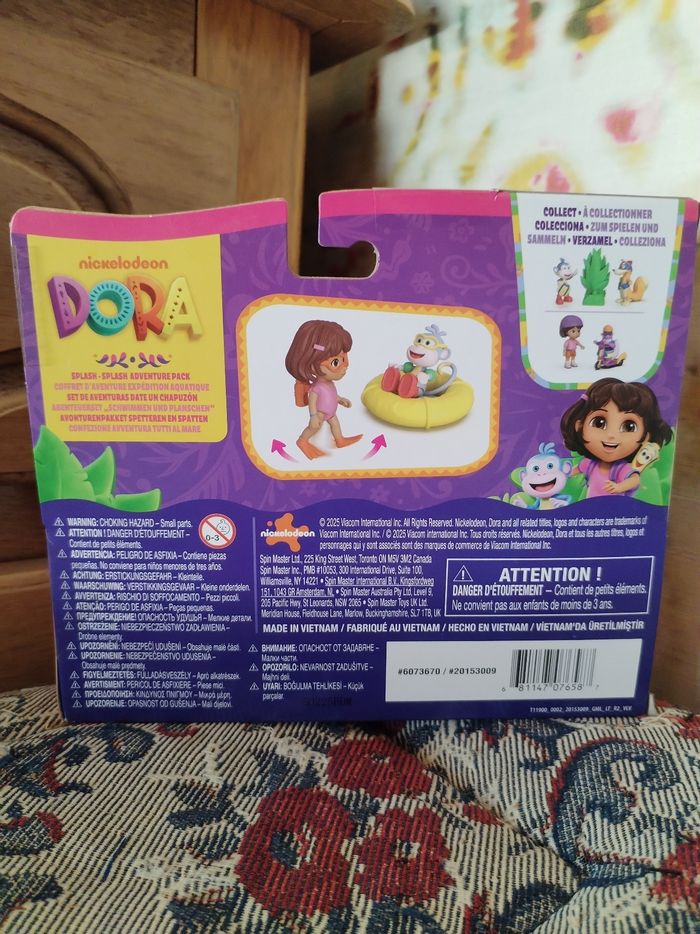 nickelodeon
DORA
SPLASH-SPLASH ADVENTURE PACK
COFFRET D'AVENTURE EXPÉDITION AQUATIQUE
SET DE AVENTURAS DATE UN CHAPUZÓN
ABENTEUERSET „SCHWIMMEN UND PLANSCHEN“
AVONTURENPAKKET SPETTEREN EN SPATTEN
CONFEZIONE AVVENTURA TUTTI AL MARE
COLLECT • À COLLECTIONNER
COLECCIONA • ZUM SPIELEN UND
SAMMELN • VERZAMEL • COLLEZIONA
WARNING: CHOKING HAZARD – Small parts.
ATTENTION ! DANGER D'ÉTOUFFEMENT –
Contient de petits éléments.
ADVERTENCIA: PELIGRO DE ASFIXIA – Contiene piezas
pequeñas. No conviene para niños menores de tres años.
ACHTUNG: ERSTICKUNGSGEFAHR – Kleinteile.
WAARSCHUWING: VERSTIKKINGSGEVAAR – Kleine onderdelen.
AVVERTENZA: RISCHIO DI SOFFOCAMENTO – Pezzi piccoli.
ATENÇÃO: PERIGO DE ASFIXIA – Peças pequenas.
ПРЕДУПРЕЖДЕНИЕ! ОПАСНОСТЬ УДУШЬЯ – Мелкие детали.
OSTRZEŻENIE: NIEBEZPIECZEŃSTWO ZADŁAWIENIA –
Drobne elementy.
UPOZORNĚNÍ: NEBEZPEČÍ UDUŠENÍ – Obsahuje malé části.
UPOZORNENIE: NEBEZPEČENSTVO UDUSENIA –
Obsahuje malé predmety.
FIGYELMEZTETÉS: FULLADÁSVESZÉLY – Apró alkatrészek.
AVERTISMENT: PERICOL DE ASFIXIERE – Piese mici.
ΠΡΟΕΙΔΟΠΟΙΗΣΗ: ΚΙΝΔΥΝΟΣ ΠΝΙΓΜΟΥ – Μικρά μέρη.
UPOZORENJE: OPASNOST OD GUŠENJA – Mali dijelovi.
0-3
ВНИМАНИЕ: ОПАСНОСТ ОТ ЗАДАВЯНЕ –
Малки части.
OPOZORILO: NEVARNOST ZADUŠITVE –
Majhni deli.
UYARI: BOĞULMA TEHLİKESİ – Küçük
parçalar.
nickelodeon
© 2025 Viacom International Inc. All Rights Reserved. Nickelodeon, Dora and all related titles, logos and characters are trademarks of
Viacom International Inc. / © 2025 Viacom International Inc. Tous droits réservés. Nickelodeon, Dora et tous les autres titres, logos et
personnages qui y sont associés sont des marques de commerce de Viacom International Inc.
Spin Master Ltd., 225 King Street West, Toronto ON M5V 3M2 Canada
Spin Master Inc., PMB #10053, 300 International Drive, Suite 100
Williamsville, NY 14221 • Spin Master International B.V., Kingsfordweg
151, 1043 GR Amsterdam, NL • Spin Master Australia Pty Ltd, Level 9,
205 Pacific Hwy, St Leonards, NSW 2065 • Spin Master Toys UK Ltd.
Meridian House, Fieldhouse Lane, Marlow, Buckinghamshire, SL7 1TB, UK
ATTENTION !
DANGER D'ÉTOUFFEMENT – Contient de petits éléments.
Ne convient pas aux enfants de moins de 3 ans.
MADE IN VIETNAM / FABRIQUÉ AU VIETNAM / HECHO EN VIETNAM / VİETNAM'DA ÜRETİLMİŞTİR
#6073670 / #20153009
6 81147 07658 7
T11900_0002_20153009_GML_LT_R2_VEV